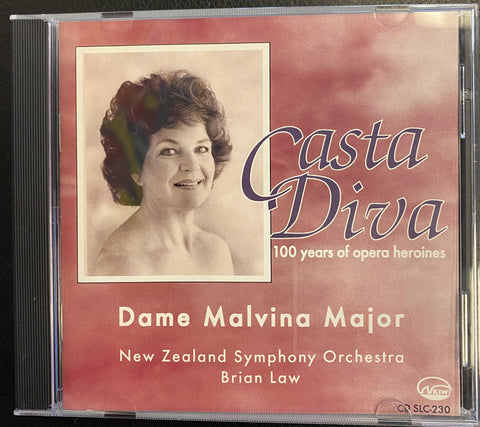 Casta
Diva
100 years of opera heroines
Dame Malvina Major
New Zealand Symphony Orchestra
Brian Law
KIWI
CD SLC-230